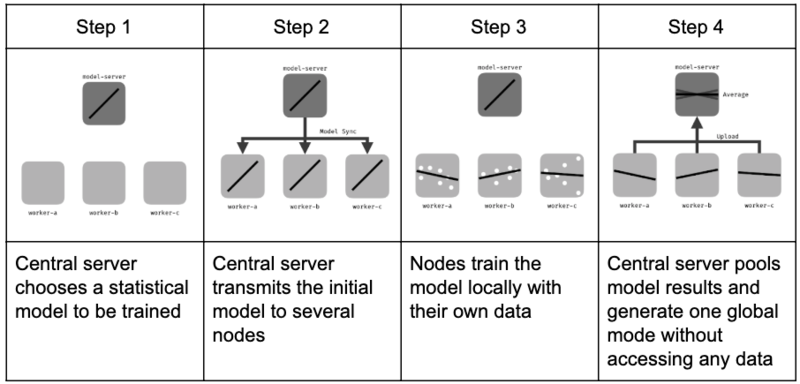 Step 1
Step 2
Step 3
Step 4
model-server
worker-a
worker-b
worker-c
model-server
Model Sync
worker-a
worker-b
worker-c
model-server
worker-a
worker-b
worker-c
model-server
Average
Upload
worker-a
worker-b
worker-c
Central server
chooses a statistical
model to be trained
Central server
transmits the initial
model to several
nodes
Nodes train the
model locally with
their own data
Central server pools
model results and
generate one global
mode without
accessing any data